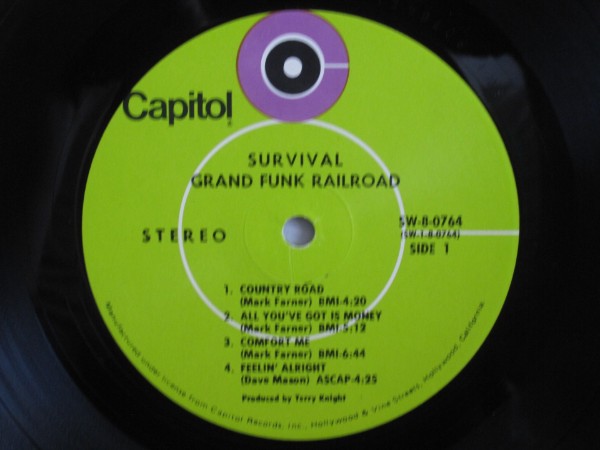 Capitol
SURVIVAL
GRAND FUNK RAILROAD
STEREO
SW-8-0764
(SW-1-8-0764)
SIDE 1
1. COUNTRY ROAD
(Mark Farner) BMI-4:20
2. ALL YOU'VE GOT IS MONEY
(Mark Farner) BMI-5:12
3. COMFORT ME
(Mark Farner) BMI-6:44
4. FEELIN' ALRIGHT
(Dave Mason) ASCAP-4:25
Produced by Terry Knight
Manufactured under license from Capitol Records, Inc., Hollywood & Vine Streets, Hollywood, California.